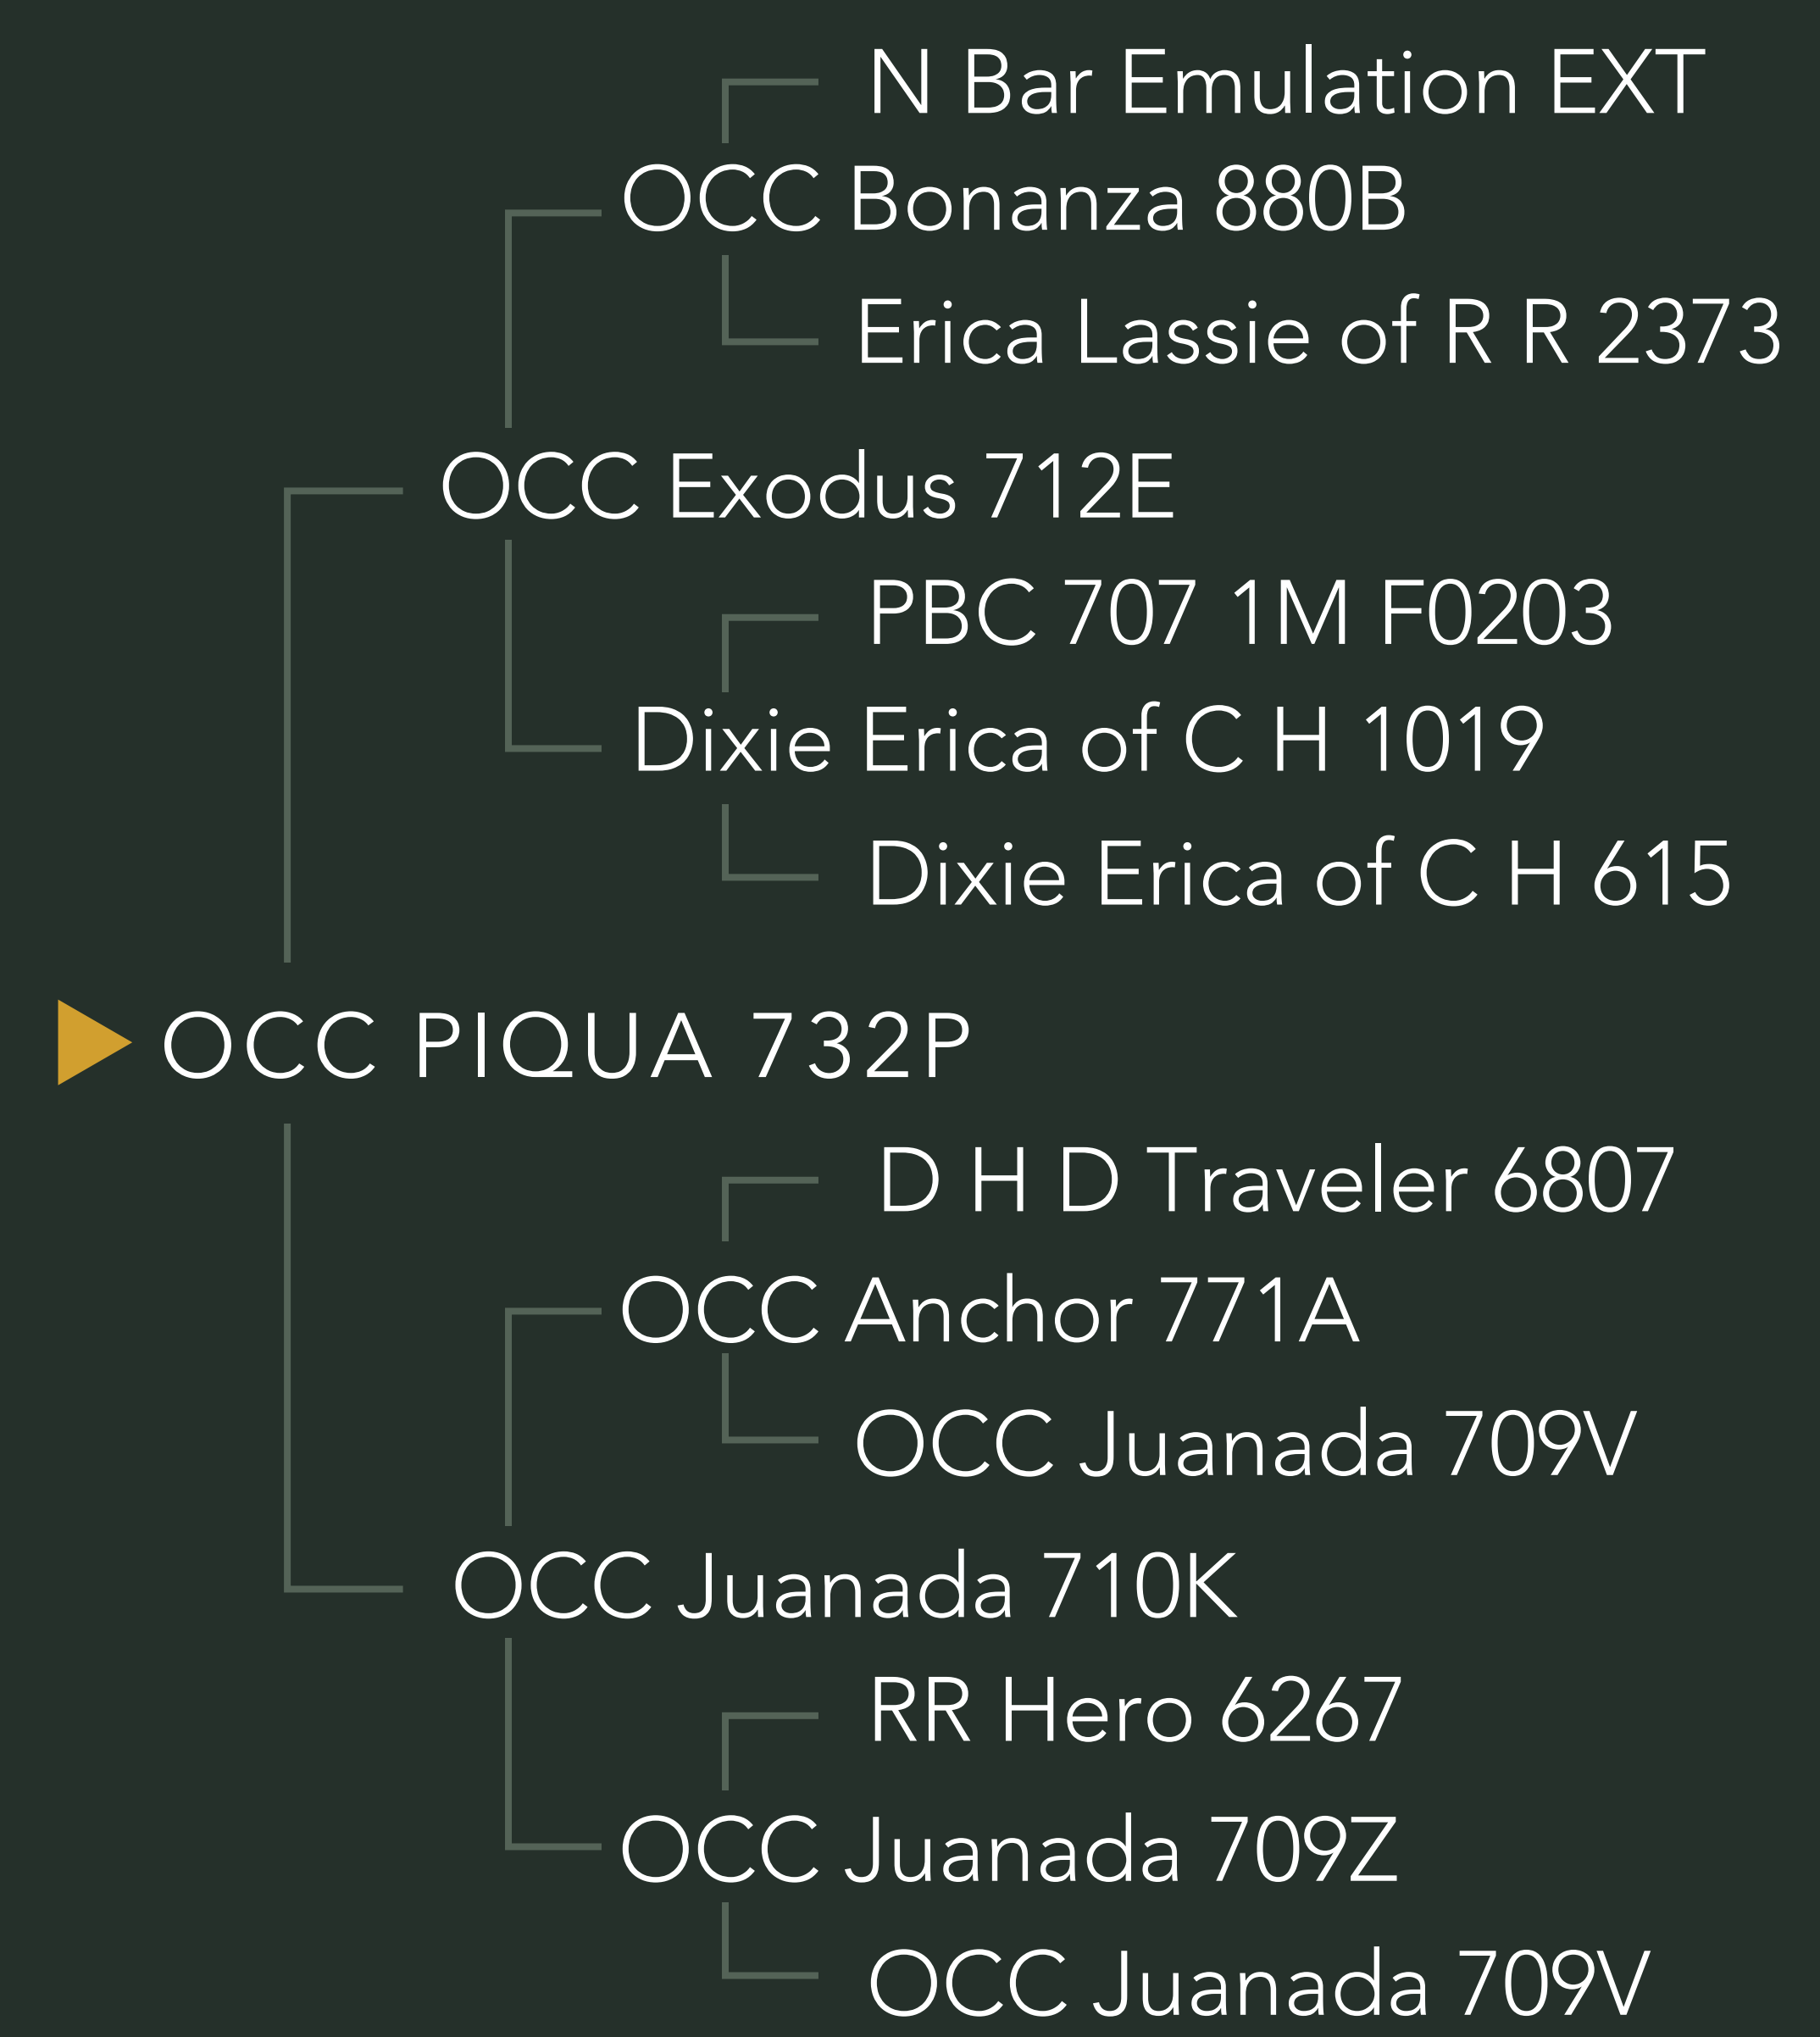 N Bar Emulation EXT
OCC Bonanza 880B
Erica Lassie of R R 2373
OCC Exodus 712E
PBC 707 1M F0203
Dixie Erica of C H 1019
Dixie Erica of C H 615
OCC PIQUA 732P
D H D Traveler 6807
OCC Anchor 771A
OCC Juanada 709V
OCC Juanada 710K
RR Hero 6267
OCC Juanada 709Z
OCC Juanada 709V